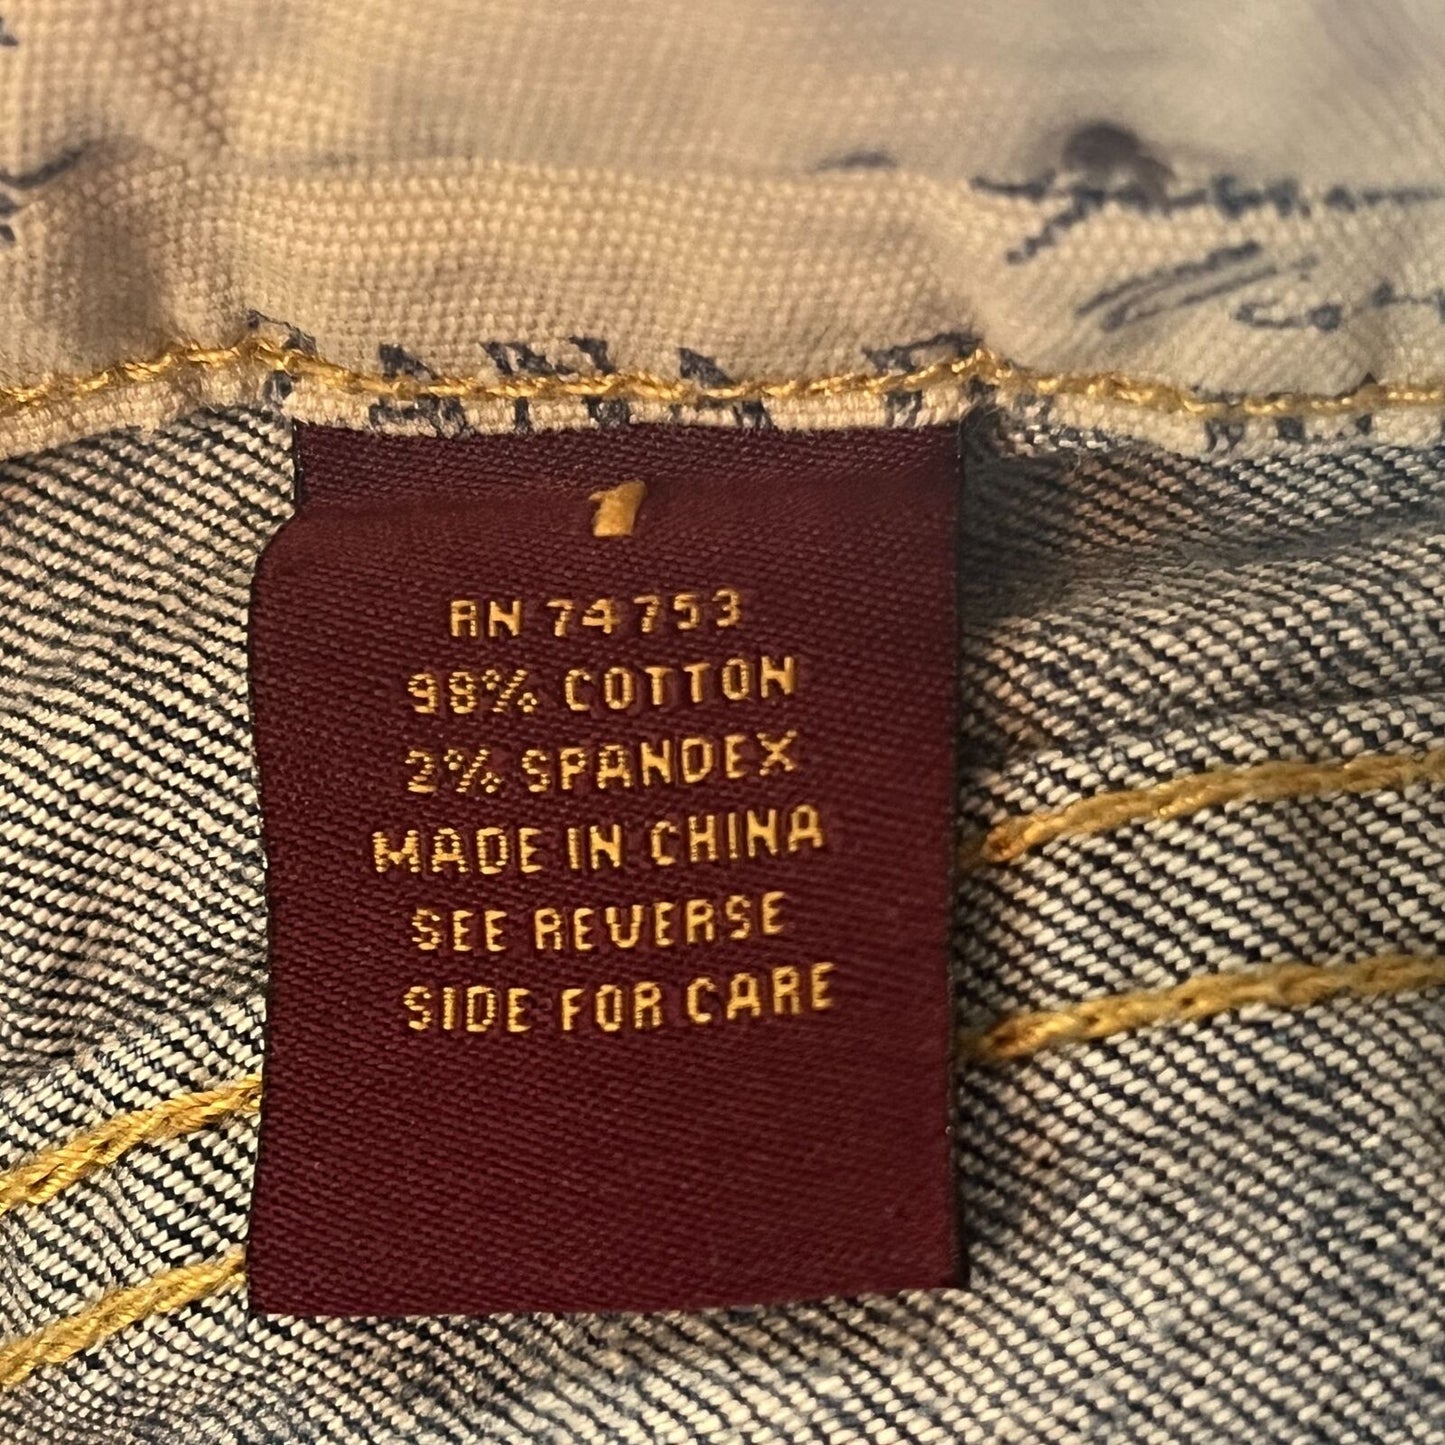 1
RN 74753
98% COTTON
2% SPANDEX
MADE IN CHINA
SEE REVERSE
SIDE FOR CARE